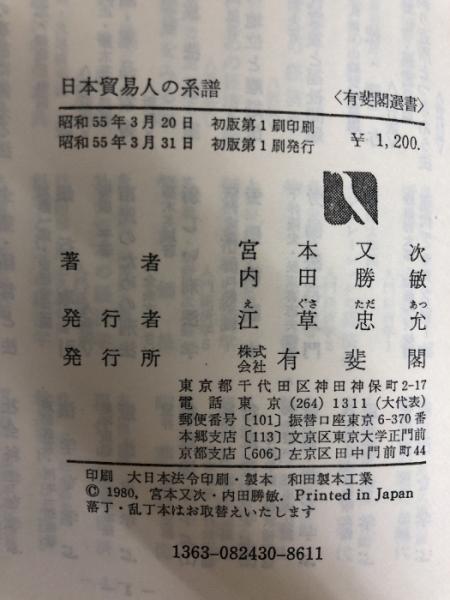 日本貿易人の系譜 〈有斐閣選書〉
昭和55年3月20日 初版第1刷印刷
昭和55年3月31日 初版第1刷発行 ¥ 1,200.
著者 宮本又次
内田勝敏
え ぐさ ただ あつ
発行者 江草忠允
発行所 株式会社 有斐閣
東京都千代田区神田神保町2-17
電話 東京 (264) 1311 (大代表)
郵便番号〔101〕振替口座東京6-370番
本郷支店〔113〕文京区東京大学正門前
京都支店〔606〕左京区田中門前町44
印刷 大日本法令印刷・製本 和田製本工業
© 1980, 宮本又次・内田勝敏. Printed in Japan
落丁・乱丁本はお取替えいたします
1363-082430-8611